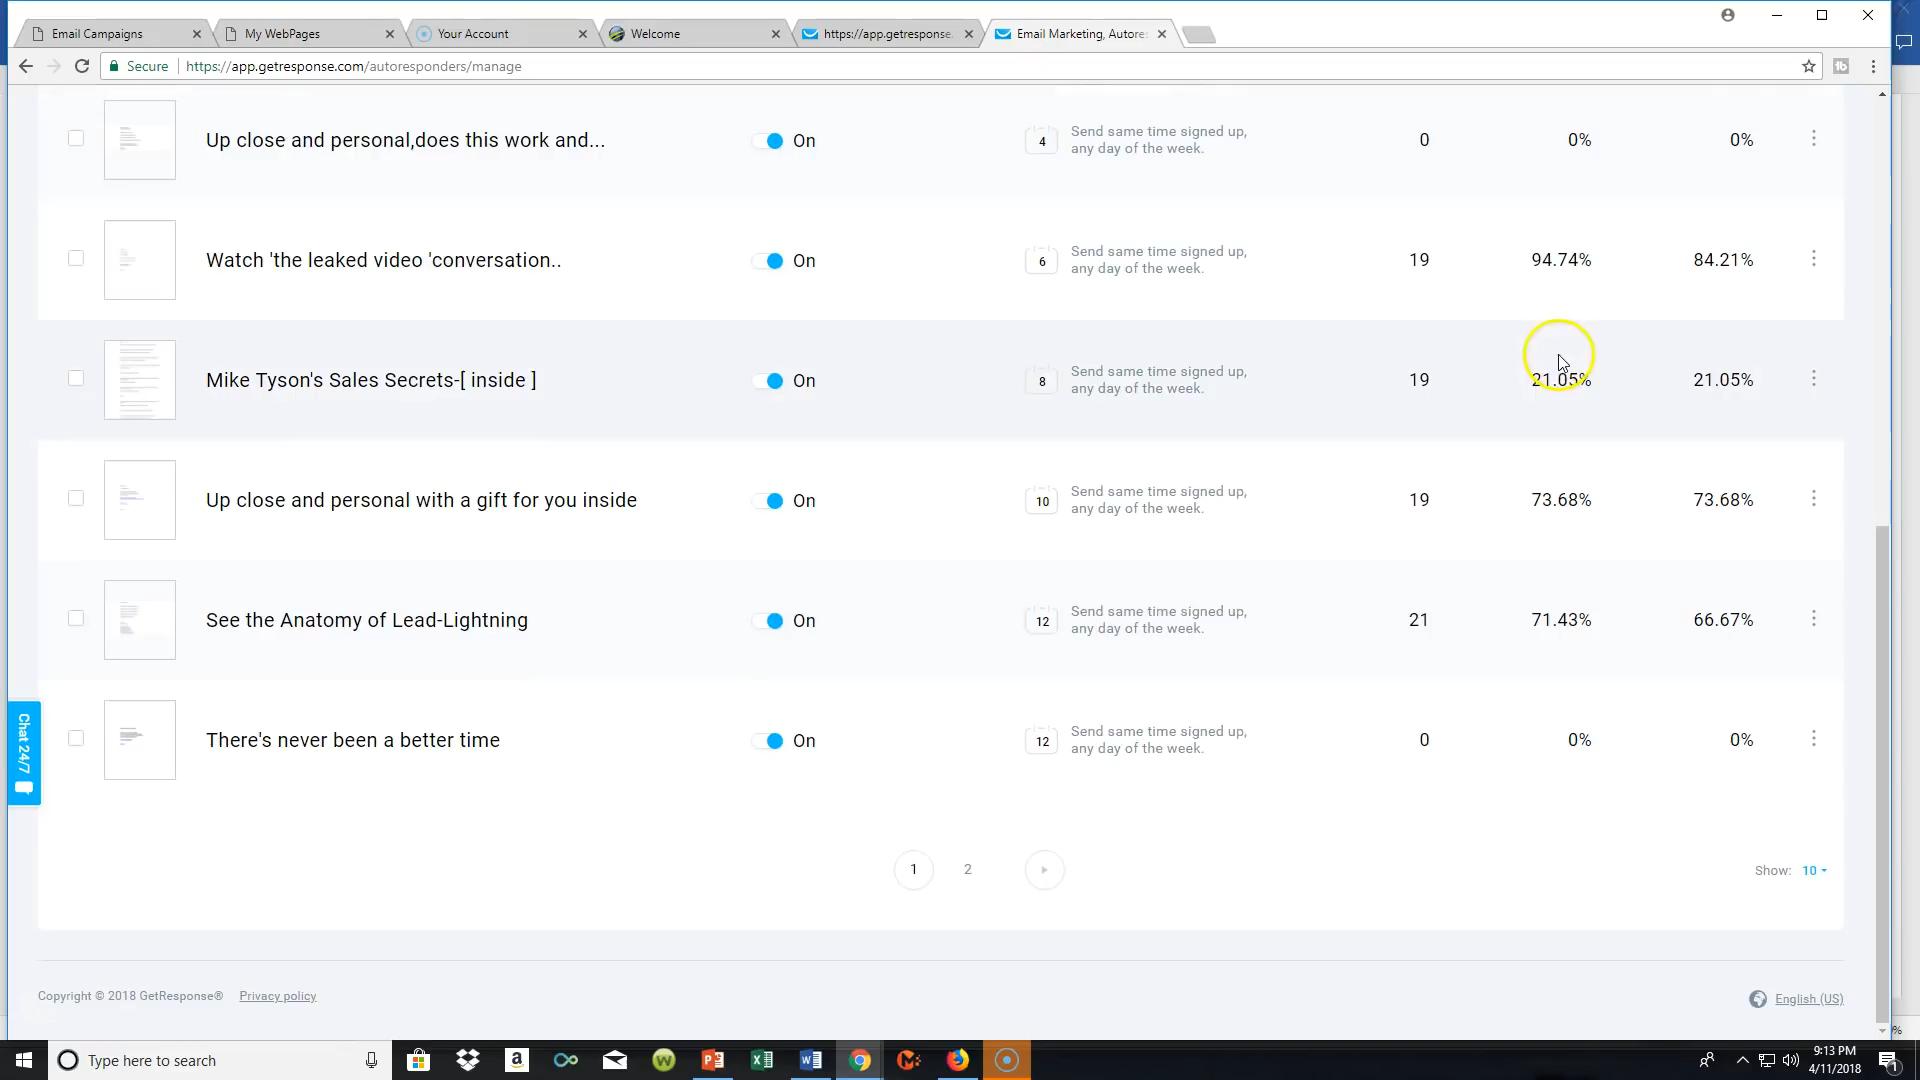 Email Campaigns
My WebPages
Your Account
Welcome
https://app.getresponse.
Email Marketing, Autore
Secure
https://app.getresponse.com/autoresponders/manage
Up close and personal,does this work and...
On
4
Send same time signed up,
any day of the week.
0
0%
0%
Watch 'the leaked video 'conversation..
On
6
Send same time signed up,
any day of the week.
19
94.74%
84.21%
Mike Tyson's Sales Secrets-[ inside ]
On
8
Send same time signed up,
any day of the week.
19
21.05%
21.05%
Up close and personal with a gift for you inside
On
10
Send same time signed up,
any day of the week.
19
73.68%
73.68%
See the Anatomy of Lead-Lightning
On
12
Send same time signed up,
any day of the week.
21
71.43%
66.67%
There's never been a better time
On
12
Send same time signed up,
any day of the week.
0
0%
0%
Chat 24/7
1
2
Show: 10
Copyright © 2018 GetResponse®
Privacy policy
English (US)
Type here to search
9:13 PM
4/11/2018